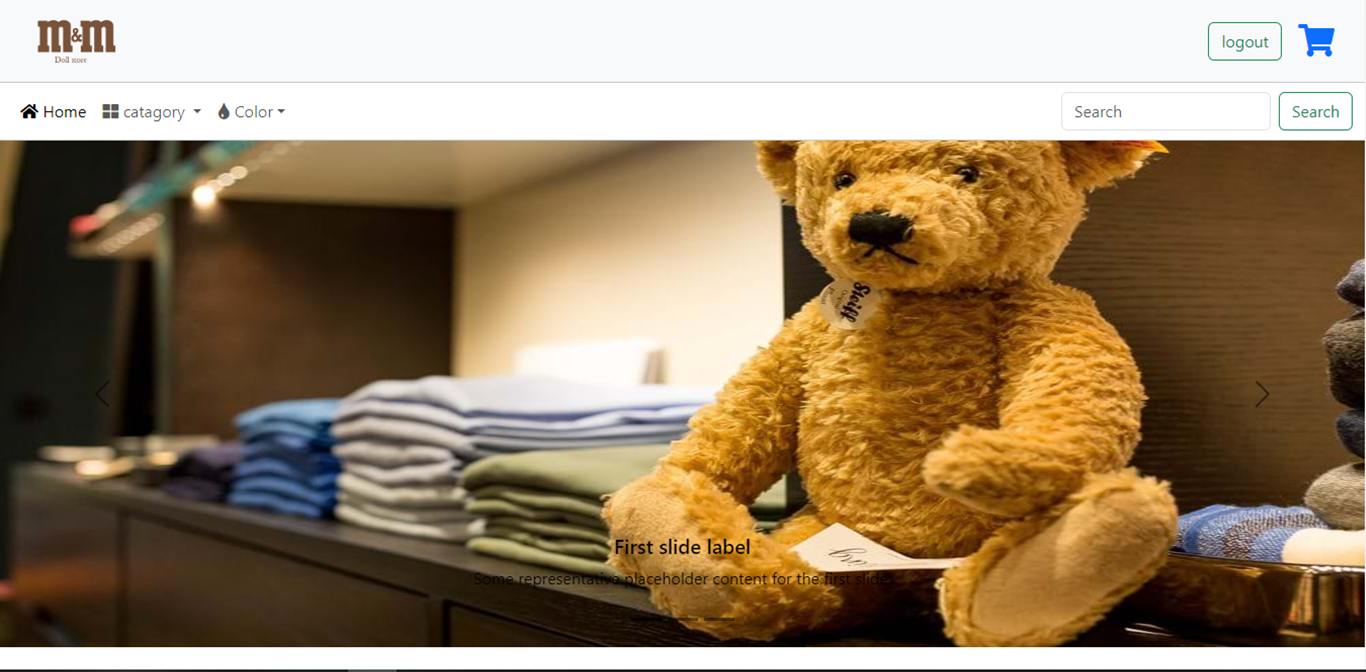 m&m
Doll store
logout
Home
catagory
Color
Search
Search
Steiff
First slide label
Some representative placeholder content for the first slide.